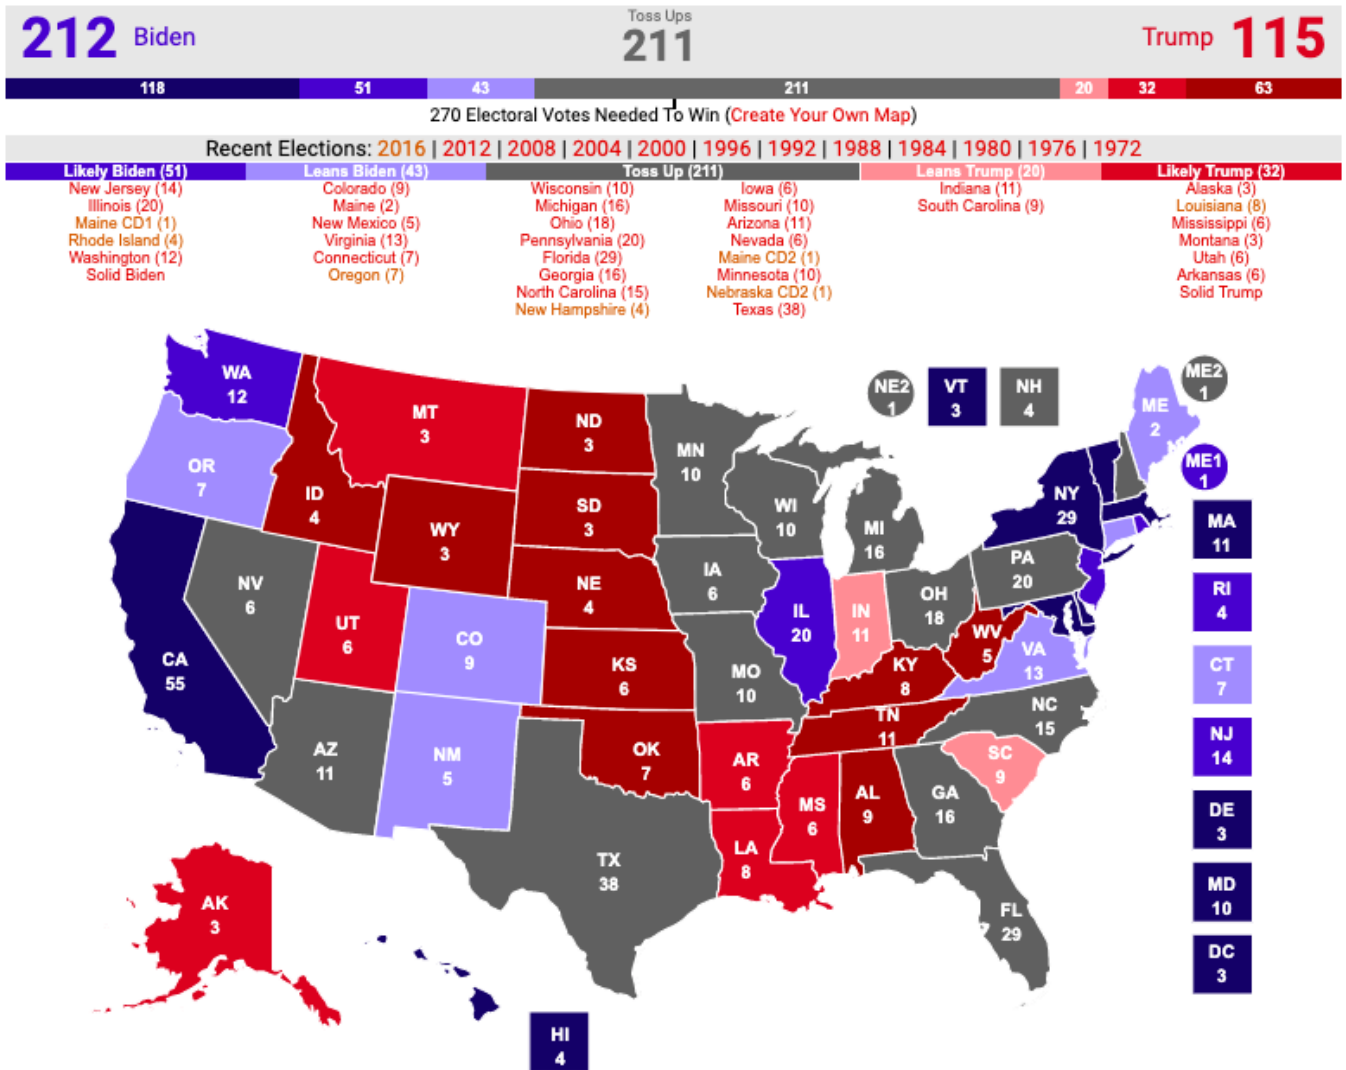 212 Biden
Toss Ups
211
Trump 115
118 51 43 211 20 32 63
270 Electoral Votes Needed To Win (Create Your Own Map)
Recent Elections: 2016 | 2012 | 2008 | 2004 | 2000 | 1996 | 1992 | 1988 | 1984 | 1980 | 1976 | 1972
Likely Biden (51)
New Jersey (14)
Illinois (20)
Maine CD1 (1)
Rhode Island (4)
Washington (12)
Solid Biden
Leans Biden (43)
Colorado (9)
Maine (2)
New Mexico (5)
Virginia (13)
Connecticut (7)
Oregon (7)
Toss Up (211)
Wisconsin (10)
Michigan (16)
Ohio (18)
Pennsylvania (20)
Florida (29)
Georgia (16)
North Carolina (15)
New Hampshire (4)
Iowa (6)
Missouri (10)
Arizona (11)
Nevada (6)
Maine CD2 (1)
Minnesota (10)
Nebraska CD2 (1)
Texas (38)
Leans Trump (20)
Indiana (11)
South Carolina (9)
Likely Trump (32)
Alaska (3)
Louisiana (8)
Mississippi (6)
Montana (3)
Utah (6)
Arkansas (6)
Solid Trump
WA
12
OR
7
CA
55
NV
6
ID
4
MT
3
WY
3
UT
6
AZ
11
CO
9
NM
5
ND
3
SD
3
NE
4
KS
6
OK
7
TX
38
MN
10
IA
6
MO
10
AR
6
LA
8
WI
10
IL
20
MS
6
MI
16
IN
11
KY
8
TN
11
AL
9
OH
18
WV
5
GA
16
FL
29
SC
9
NC
15
VA
13
PA
20
NY
29
NE2
1
VT
3
NH
4
ME
2
ME2
1
ME1
1
MA
11
RI
4
CT
7
NJ
14
DE
3
MD
10
DC
3
AK
3
HI
4